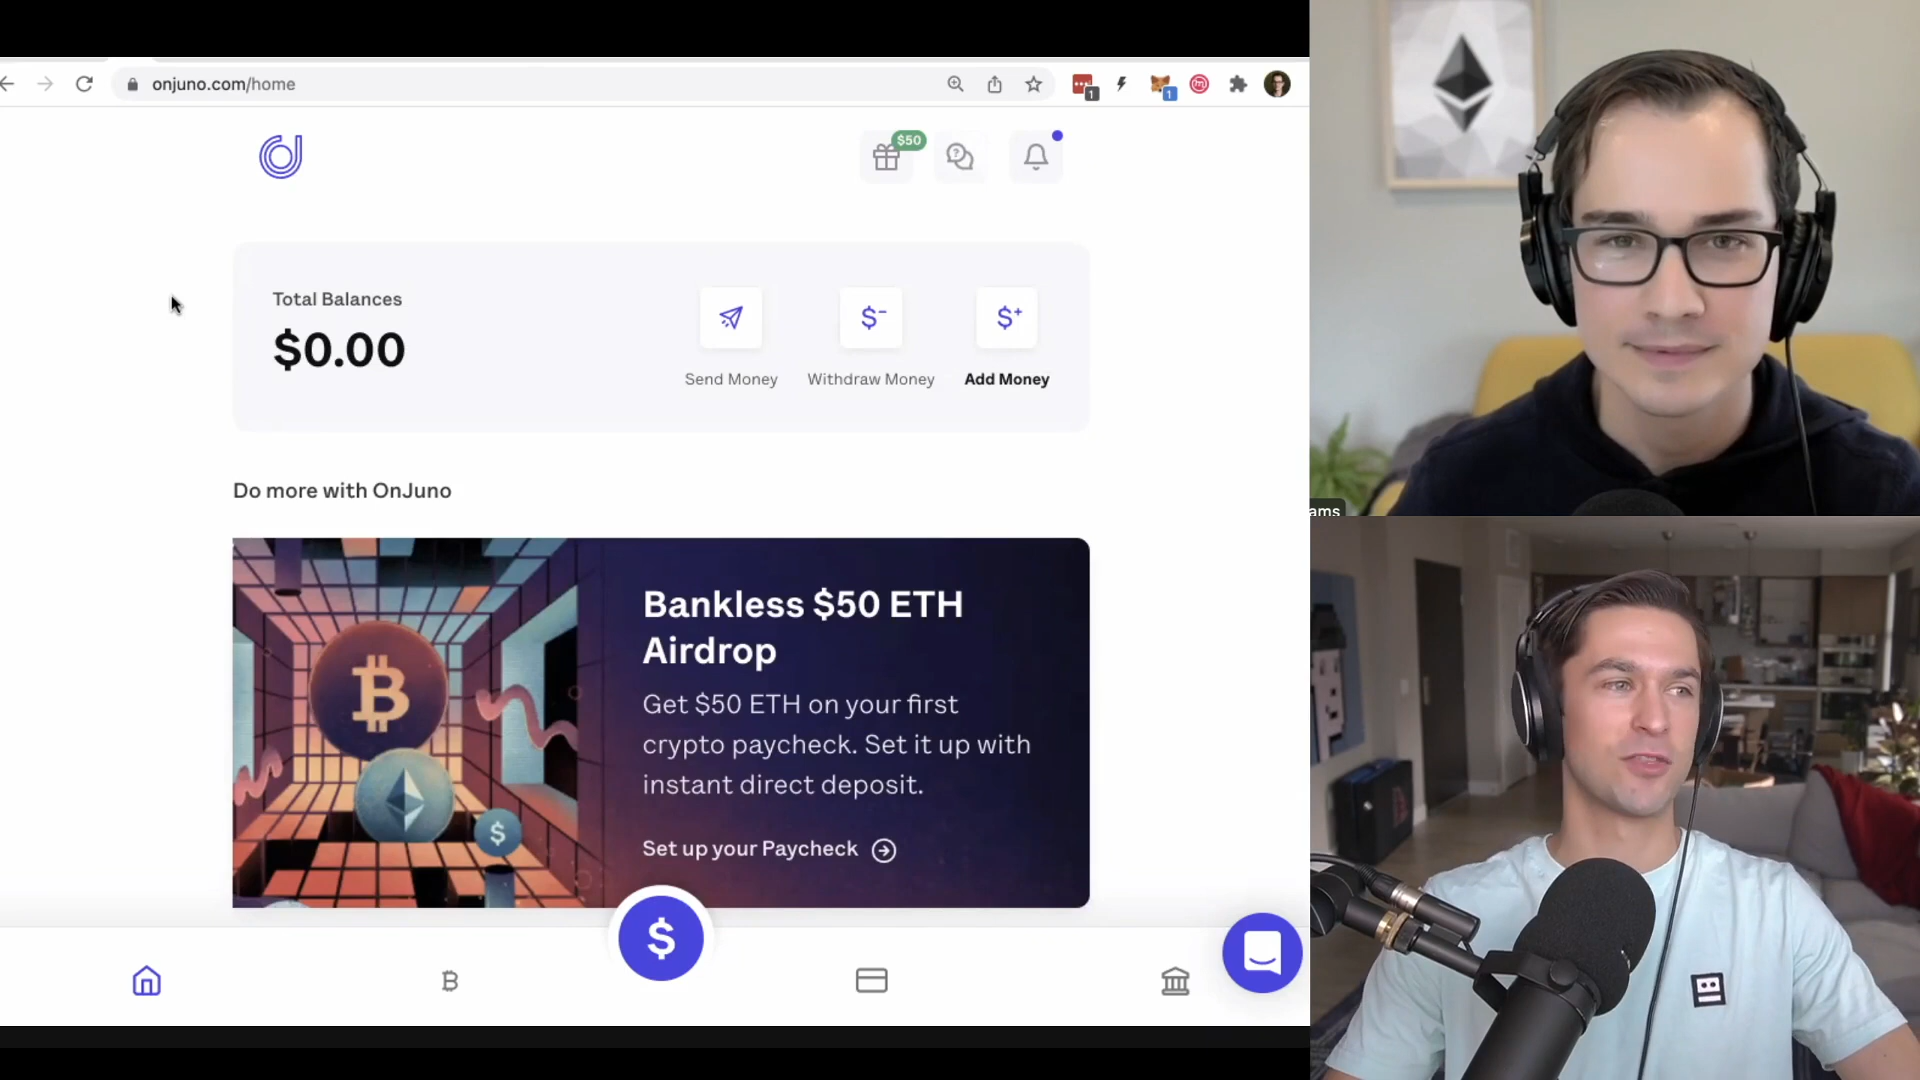 onjuno.com/home
1
1
$50
Total Balances
$0.00
Send Money
Withdraw Money
Add Money
Do more with OnJuno
Bankless $50 ETH
Airdrop
Get $50 ETH on your first
crypto paycheck. Set it up with
instant direct deposit.
Set up your Paycheck
ams